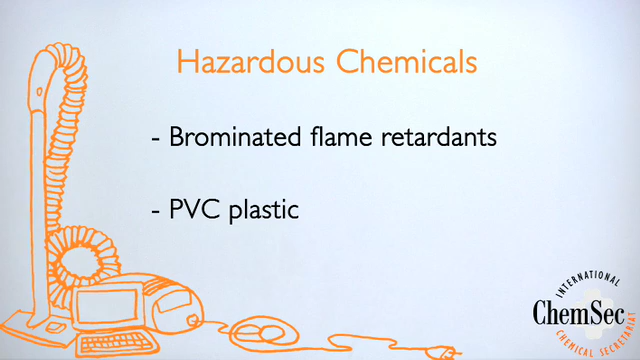 Hazardous Chemicals
- Brominated flame retardants
- PVC plastic
INTERNATIONAL
ChemSec
CHEMICAL SECRETARIAT